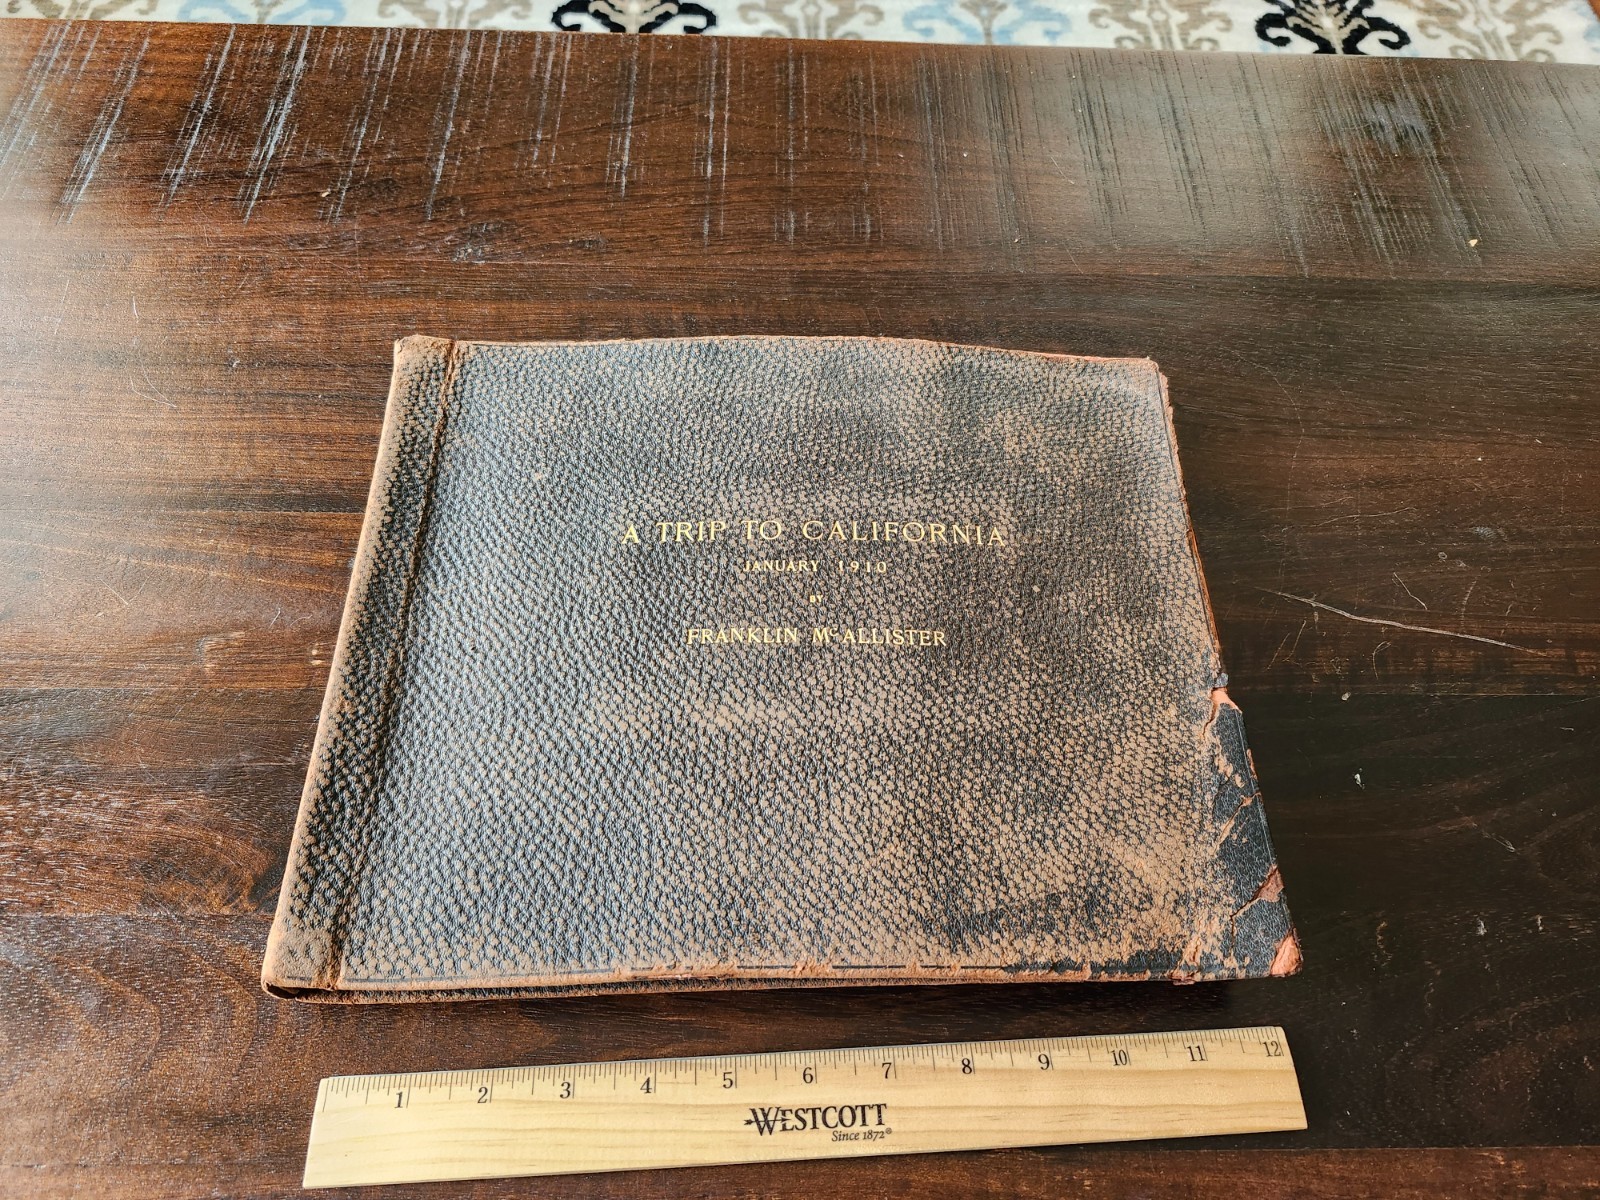 A TRIP TO CALIFORNIA
JANUARY 1910
BY
FRANKLIN McALLISTER
1 2 3 4 5 6 7 8 9 10 11 12
WESTCOTT
Since 1872®